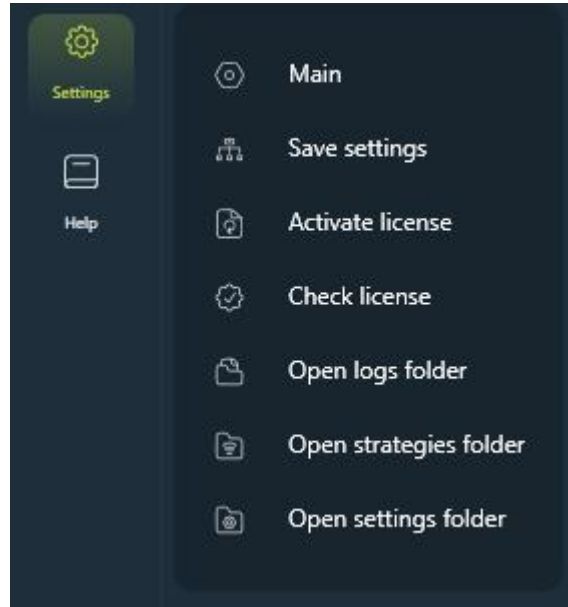 Settings
Help
Main
Save settings
Activate license
Check license
Open logs folder
Open strategies folder
Open settings folder